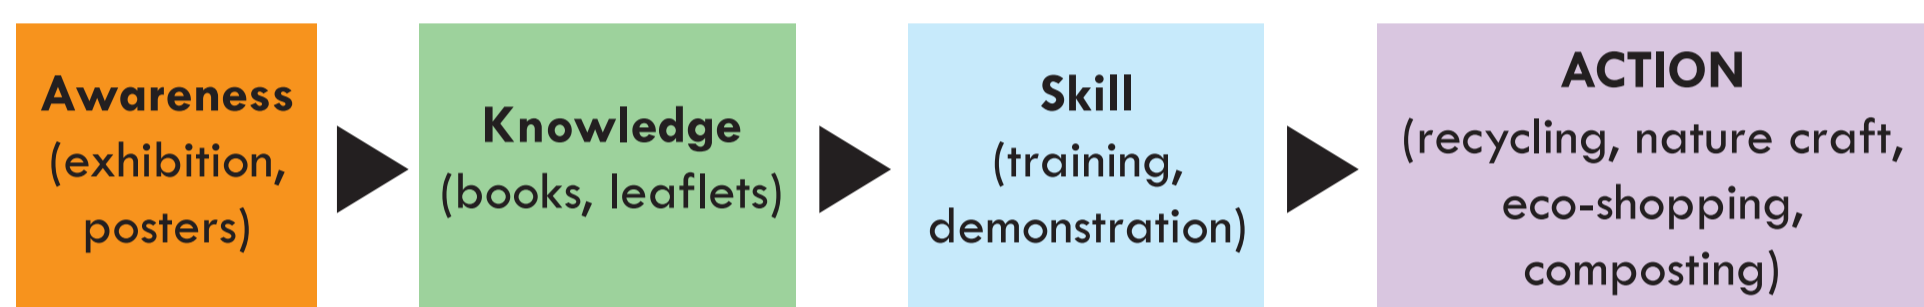 Awareness
(exhibition,
posters)
Knowledge
(books, leaflets)
Skill
(training,
demonstration)
ACTION
(recycling, nature craft,
eco-shopping,
composting)